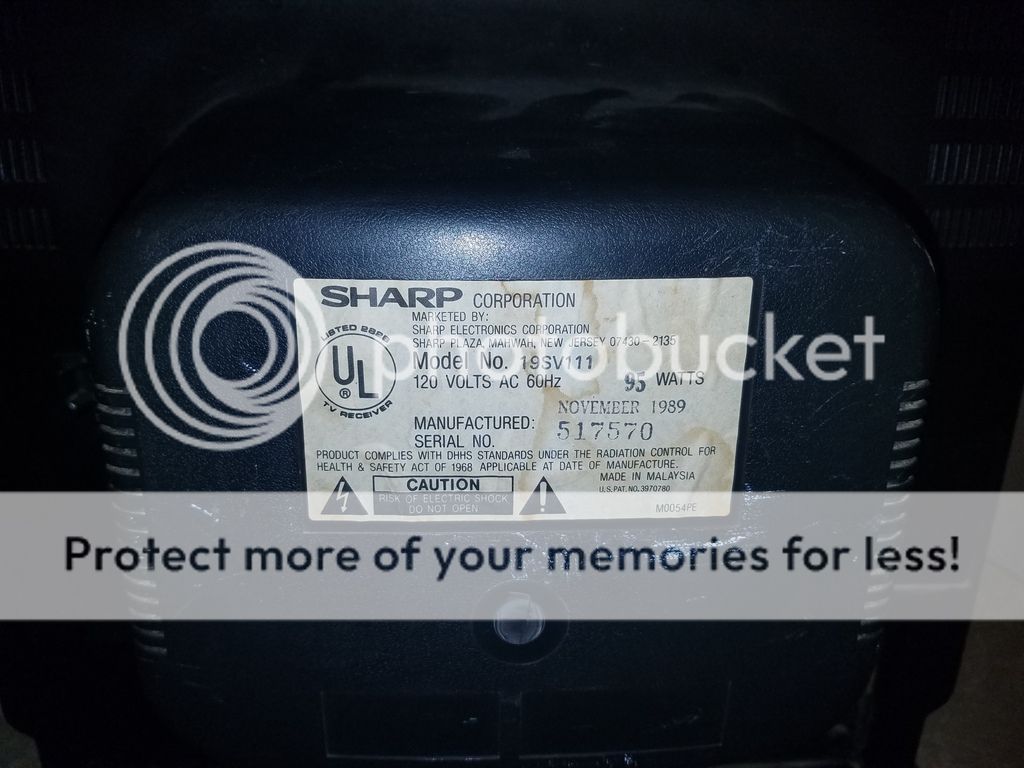 SHARP CORPORATION
MARKETED BY:
SHARP ELECTRONICS CORPORATION
SHARP PLAZA, MAHWAH, NEW JERSEY 07430-2135
LISTED 282D
UL
®
TV RECEIVER
photobucket
Model No. 19SV111
120 VOLTS AC 60Hz 95 WATTS
MANUFACTURED: NOVEMBER 1989
SERIAL NO. 517570
PRODUCT COMPLIES WITH DHHS STANDARDS UNDER THE RADIATION CONTROL FOR
HEALTH & SAFETY ACT OF 1968 APPLICABLE AT DATE OF MANUFACTURE.
MADE IN MALAYSIA
U.S. PAT. NO. 3970780
CAUTION
RISK OF ELECTRIC SHOCK
DO NOT OPEN
M0054PE
Protect more of your memories for less!